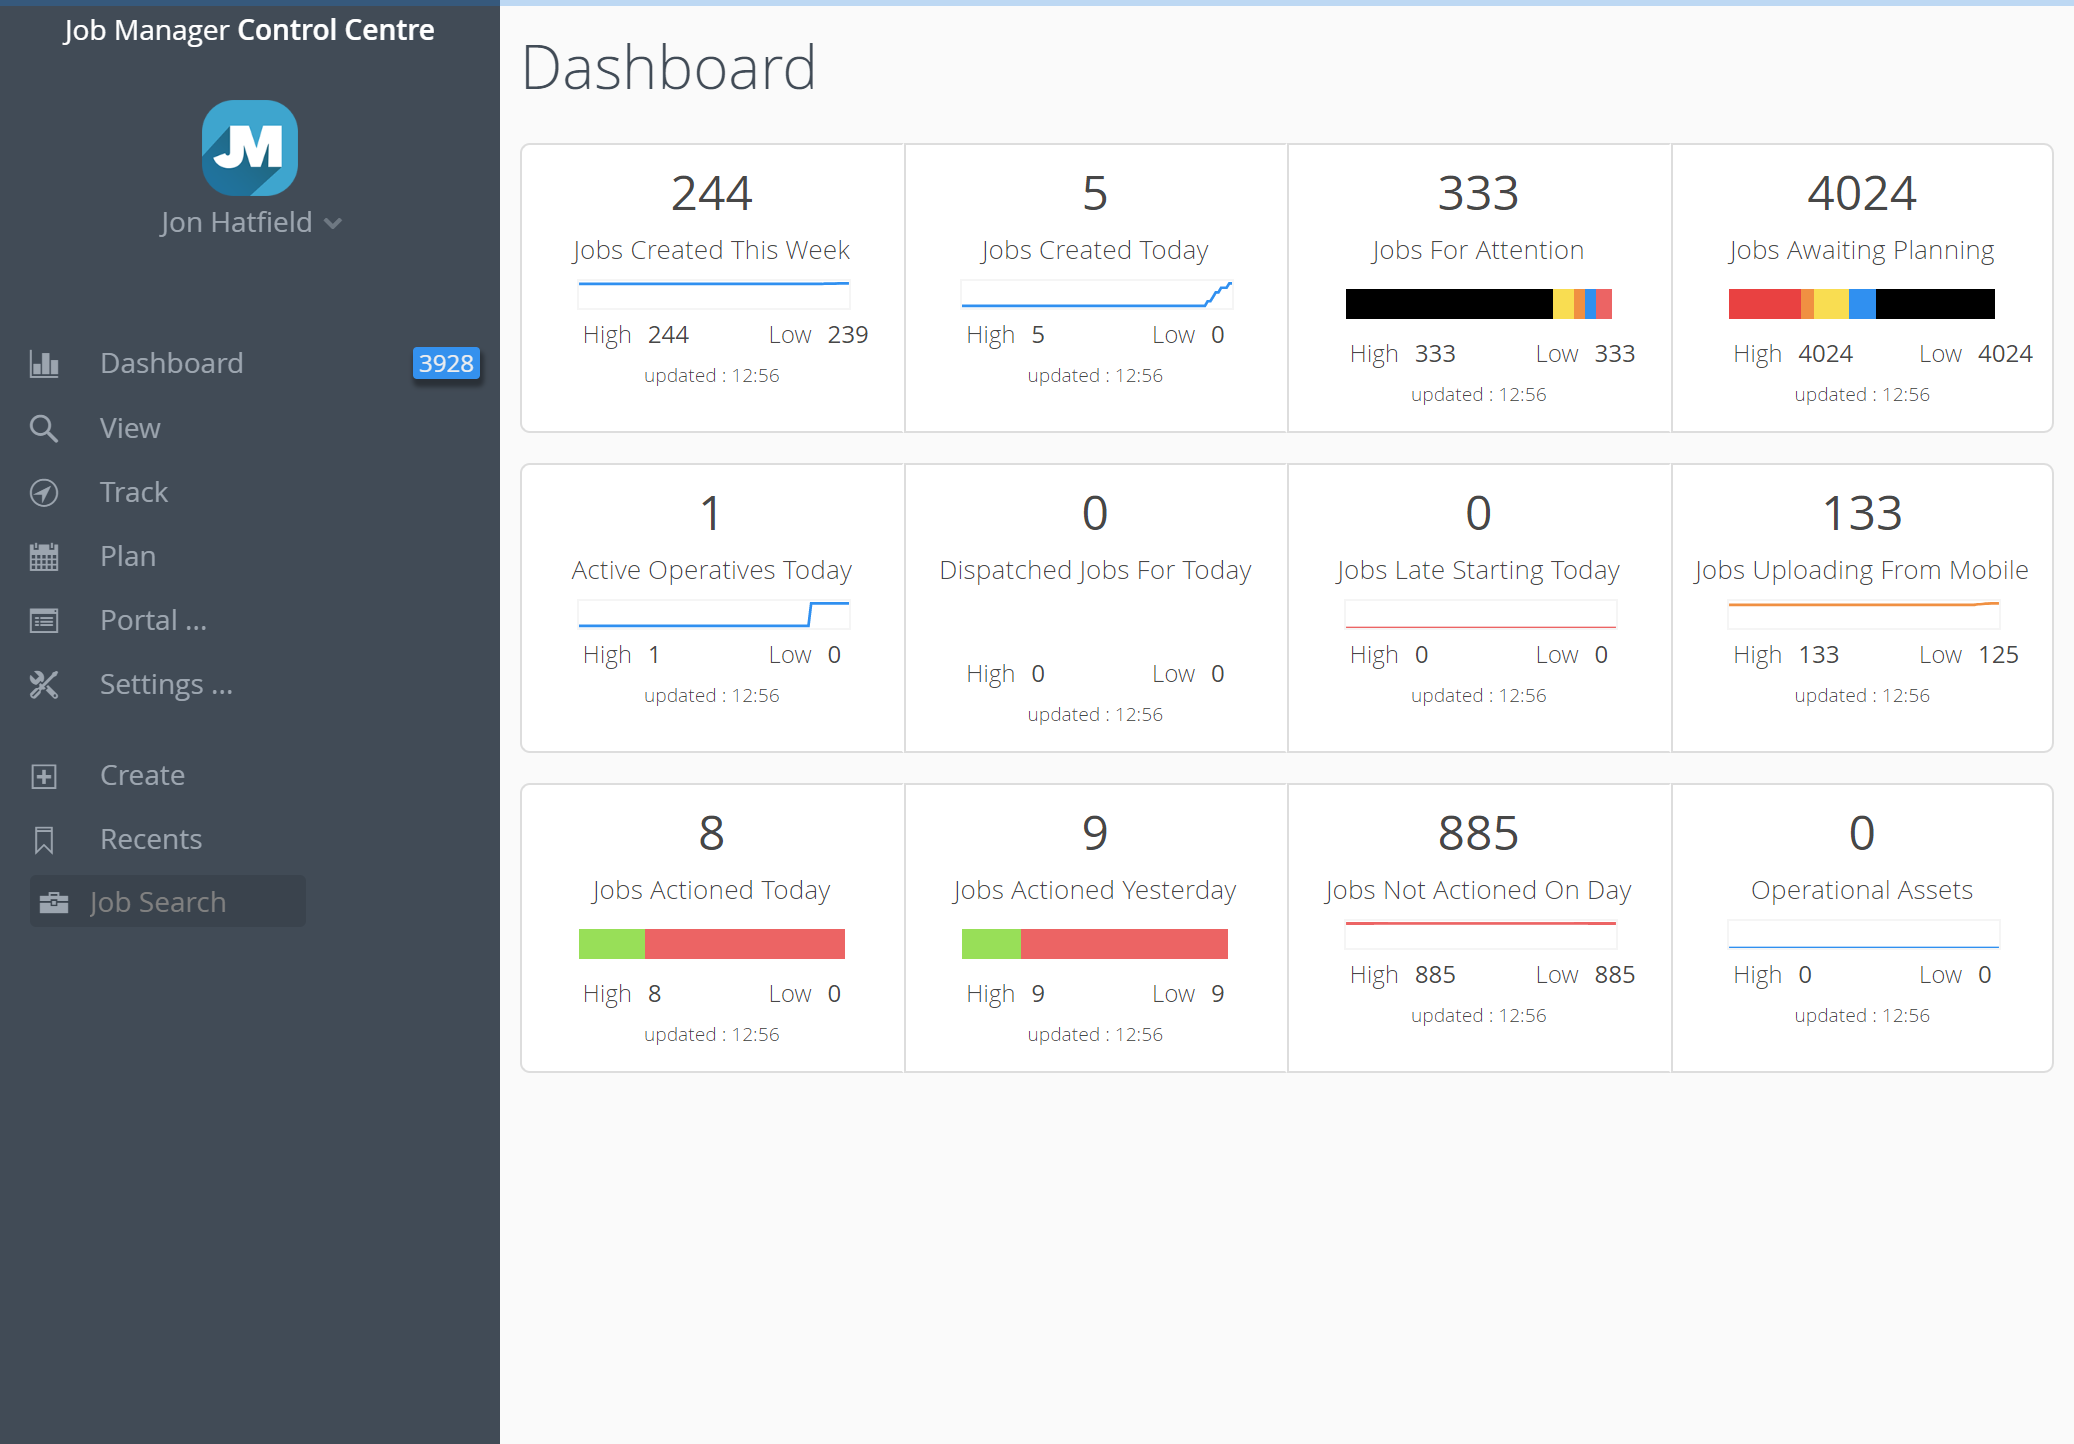 Job Manager Control Centre
JM
Jon Hatfield
Dashboard 3928
View
Track
Plan
Portal ...
Settings ...
Create
Recents
Job Search
Dashboard
244
Jobs Created This Week
High 244 Low 239
updated : 12:56
5
Jobs Created Today
High 5 Low 0
updated : 12:56
333
Jobs For Attention
High 333 Low 333
updated : 12:56
4024
Jobs Awaiting Planning
High 4024 Low 4024
updated : 12:56
1
Active Operatives Today
High 1 Low 0
updated : 12:56
0
Dispatched Jobs For Today
High 0 Low 0
updated : 12:56
0
Jobs Late Starting Today
High 0 Low 0
updated : 12:56
133
Jobs Uploading From Mobile
High 133 Low 125
updated : 12:56
8
Jobs Actioned Today
High 8 Low 0
updated : 12:56
9
Jobs Actioned Yesterday
High 9 Low 9
updated : 12:56
885
Jobs Not Actioned On Day
High 885 Low 885
updated : 12:56
0
Operational Assets
High 0 Low 0
updated : 12:56